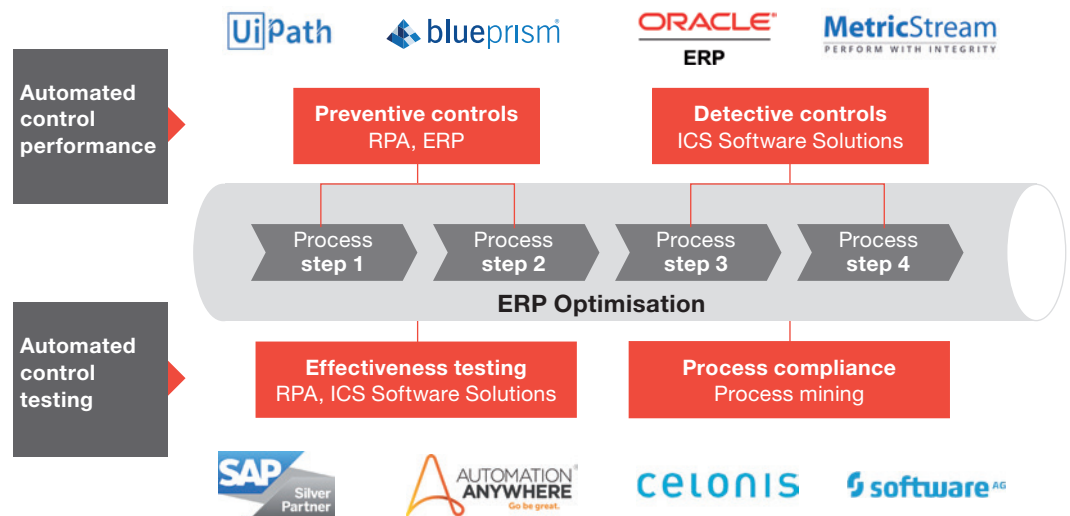 UiPath
blueprism®
ORACLE®
ERP
MetricStream
PERFORM WITH INTEGRITY
Automated
control
performance
Preventive controls
RPA, ERP
Detective controls
ICS Software Solutions
Process
step 1
Process
step 2
Process
step 3
Process
step 4
ERP Optimisation
Automated
control
testing
Effectiveness testing
RPA, ICS Software Solutions
Process compliance
Process mining
SAP
Silver
Partner
AUTOMATION®
ANYWHERE
Go be great.
celonis
software AG